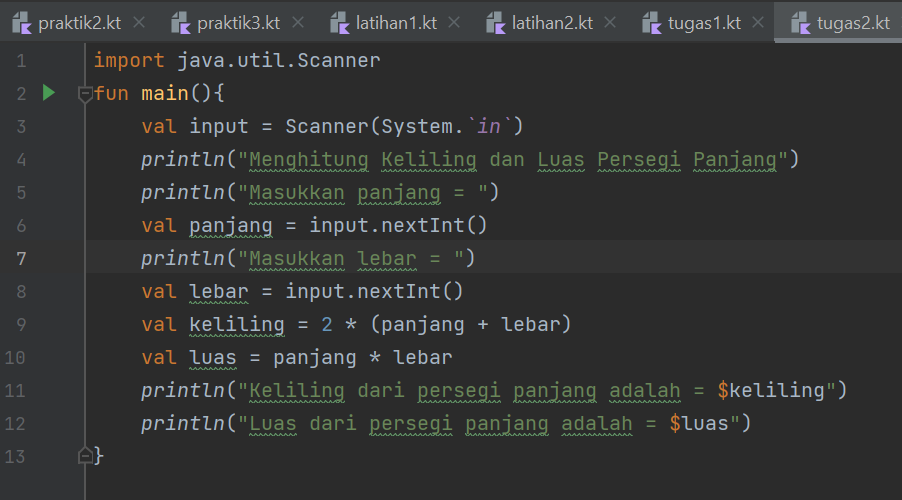 praktik2.kt praktik3.kt latihan1.kt latihan2.kt tugas1.kt tugas2.kt
1 import java.util.Scanner
2 fun main(){
3 val input = Scanner(System.`in`)
4 println("Menghitung Keliling dan Luas Persegi Panjang")
5 println("Masukkan panjang = ")
6 val panjang = input.nextInt()
7 println("Masukkan lebar = ")
8 val lebar = input.nextInt()
9 val keliling = 2 * (panjang + lebar)
10 val luas = panjang * lebar
11 println("Keliling dari persegi panjang adalah = $keliling")
12 println("Luas dari persegi panjang adalah = $luas")
13 }